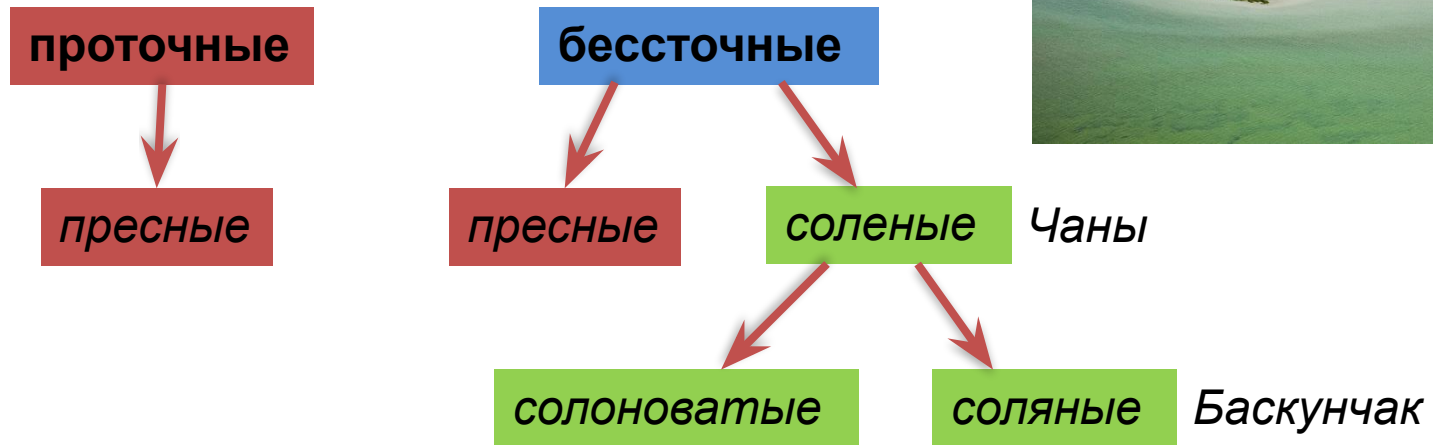 проточные бессточные
пресные пресные соленые Чаны
солоноватые соляные Баскунчак